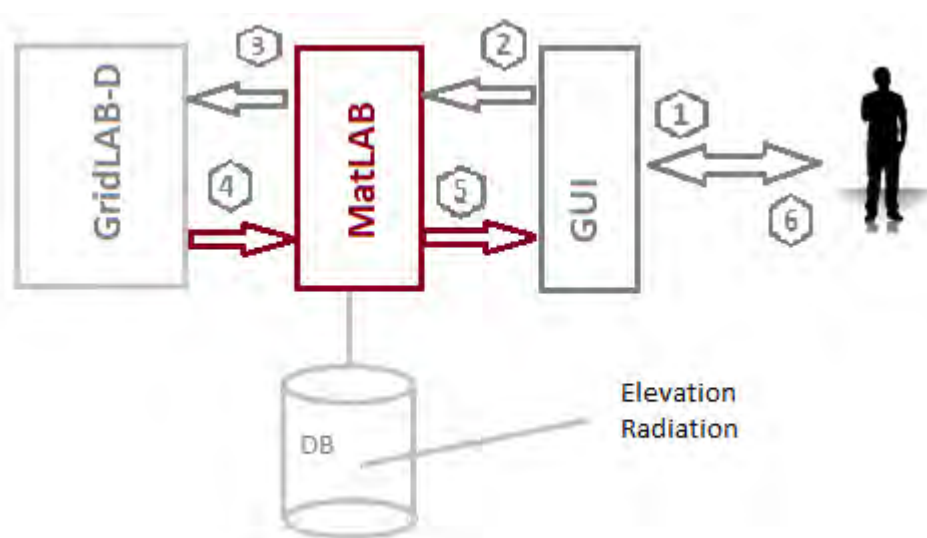 3
2
GridLAB-D
MatLAB
GUI
1
4
5
6
DB
Elevation
Radiation